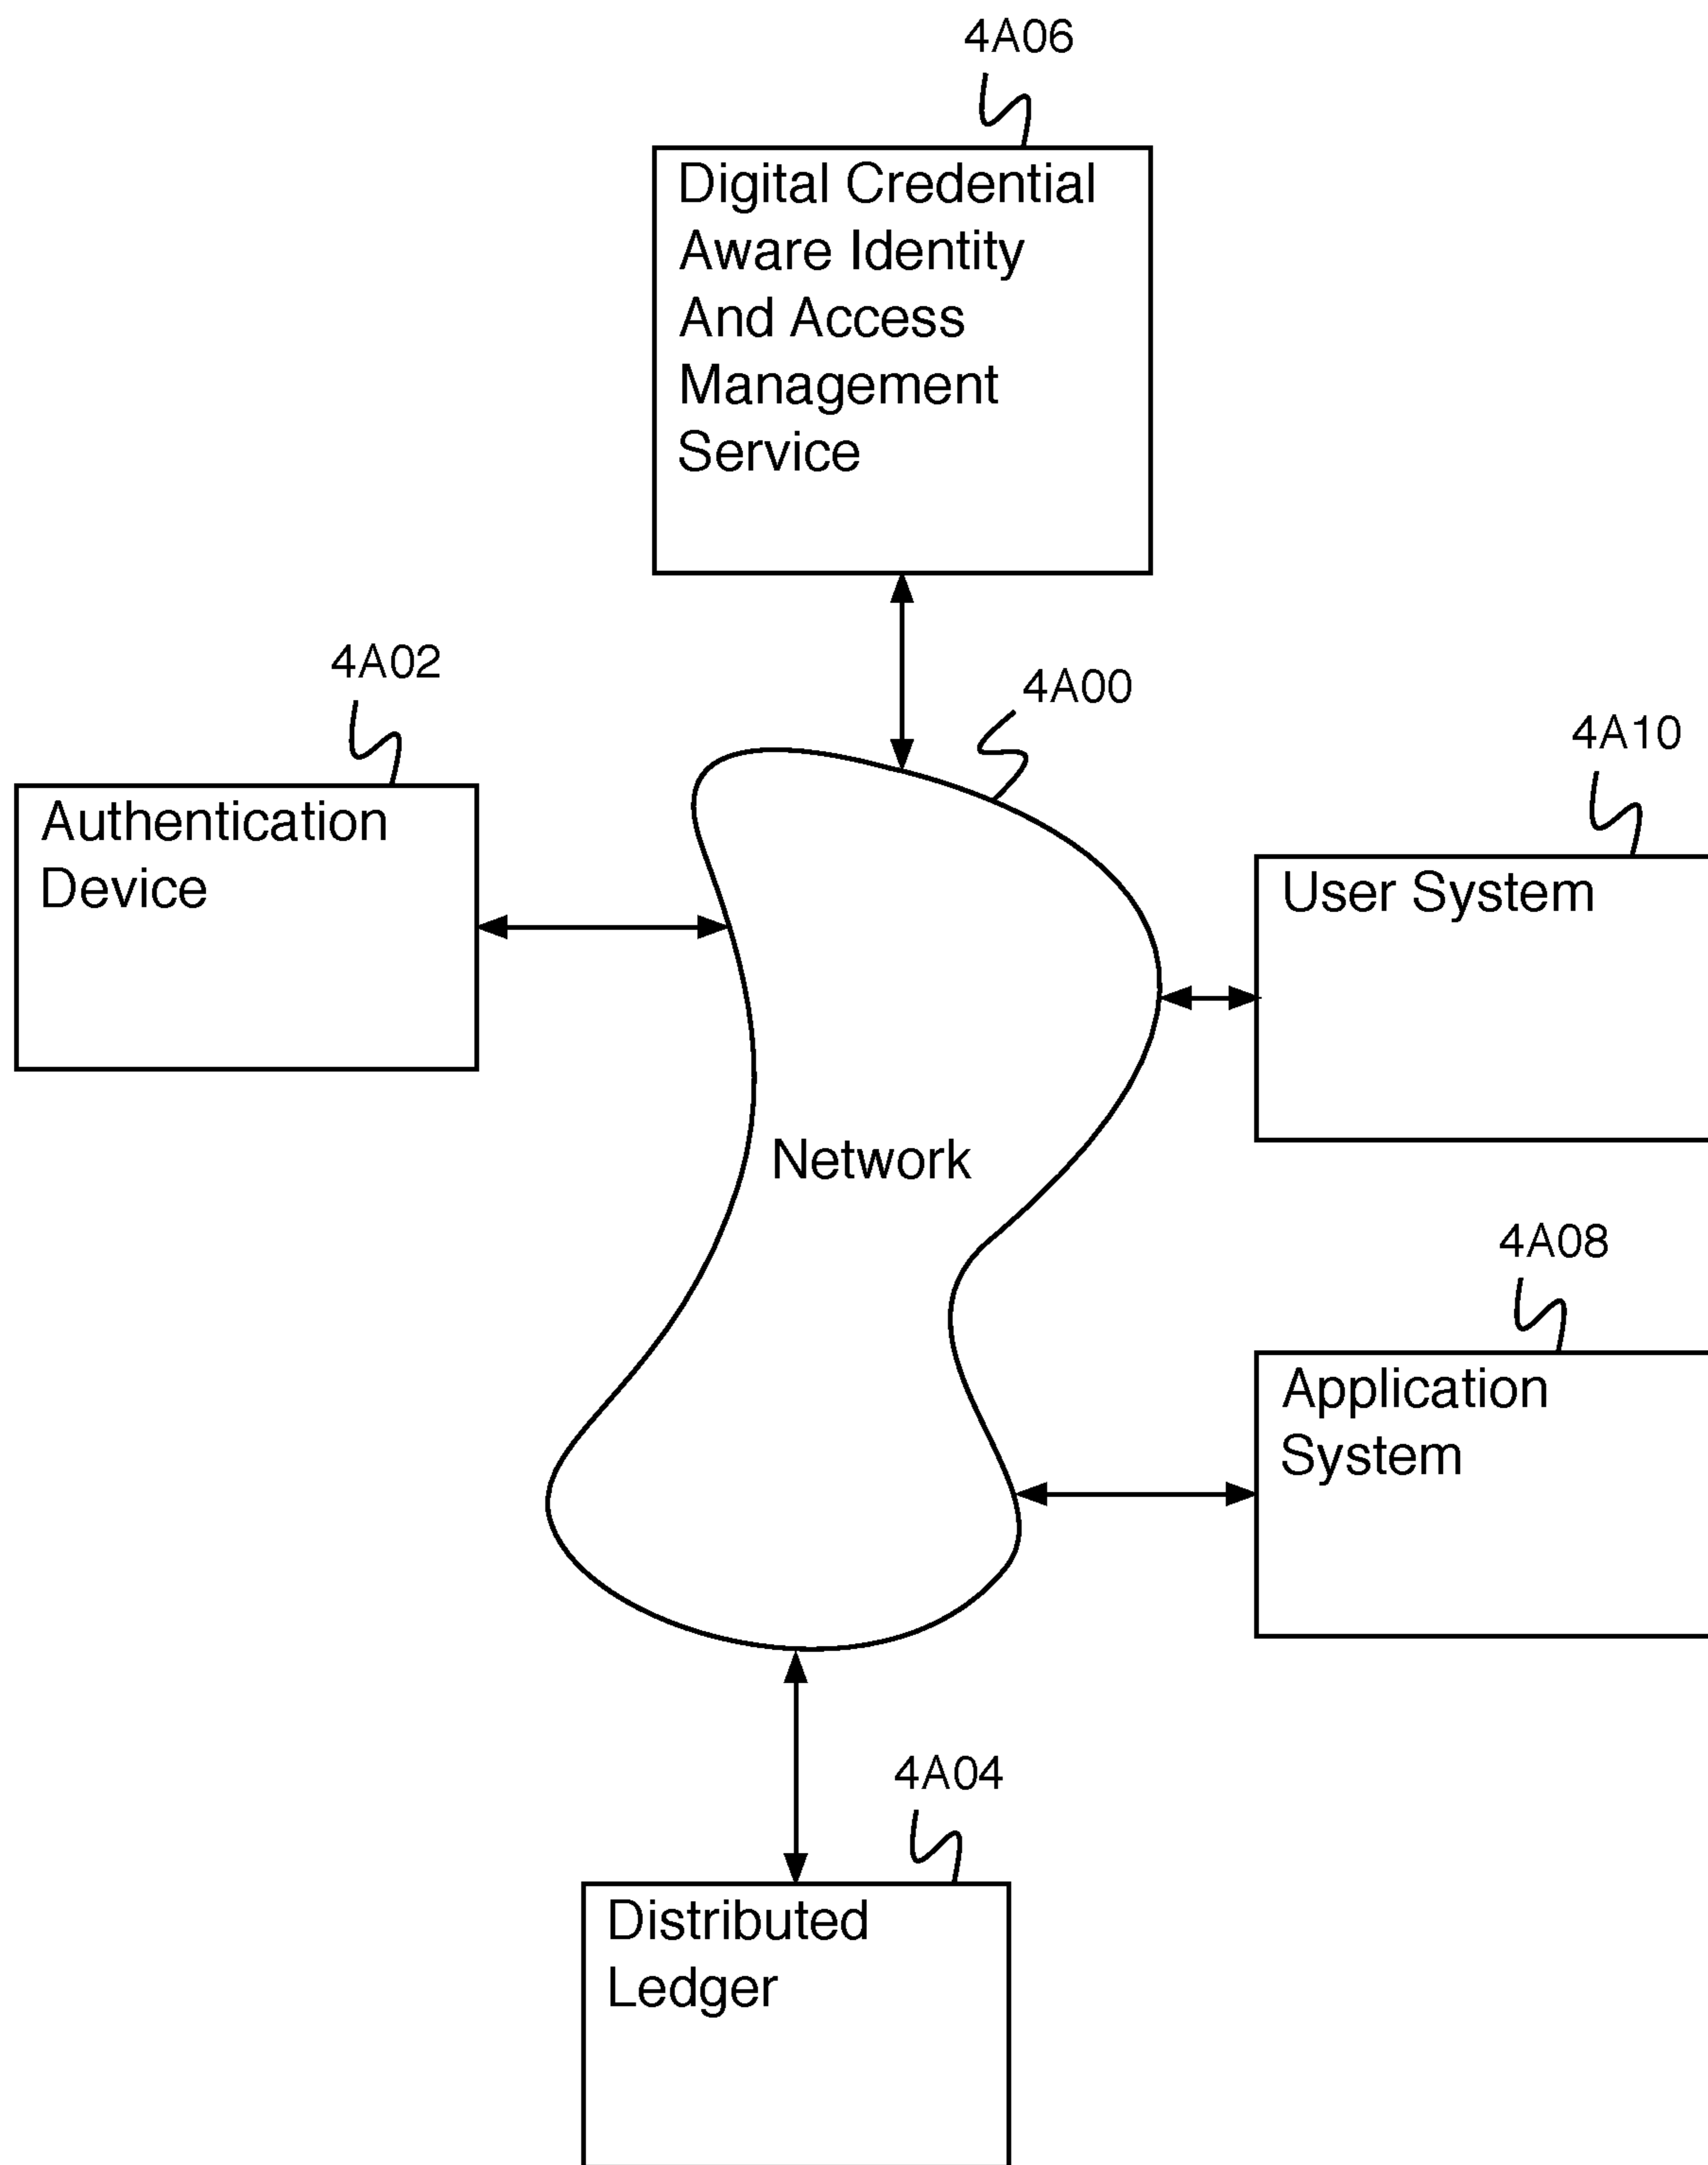 4A06
Digital Credential
Aware Identity
And Access
Management
Service
4A02
4A00
4A10
Authentication
Device
User System
Network
4A08
Application
System
4A04
Distributed
Ledger